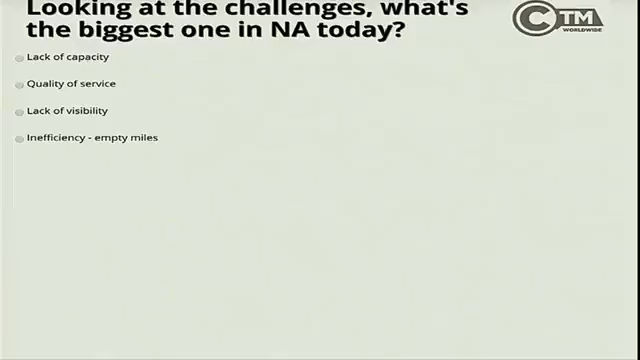 Looking at the challenges, what's
the biggest one in NA today?
CTM
WORLDWIDE
Lack of capacity
Quality of service
Lack of visibility
Inefficiency - empty miles